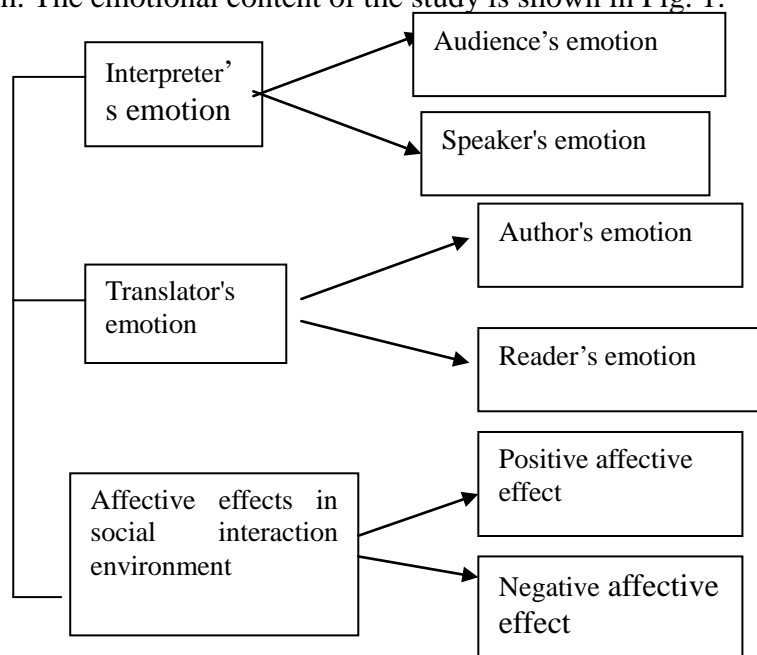 n. The emotional content of the study is shown in Fig. 1.
Audience’s emotion
Interpreter’
s emotion
Speaker's emotion
Author's emotion
Translator's
emotion
Reader’s emotion
Positive affective
effect
Affective effects in
social interaction
environment
Negative affective
effect